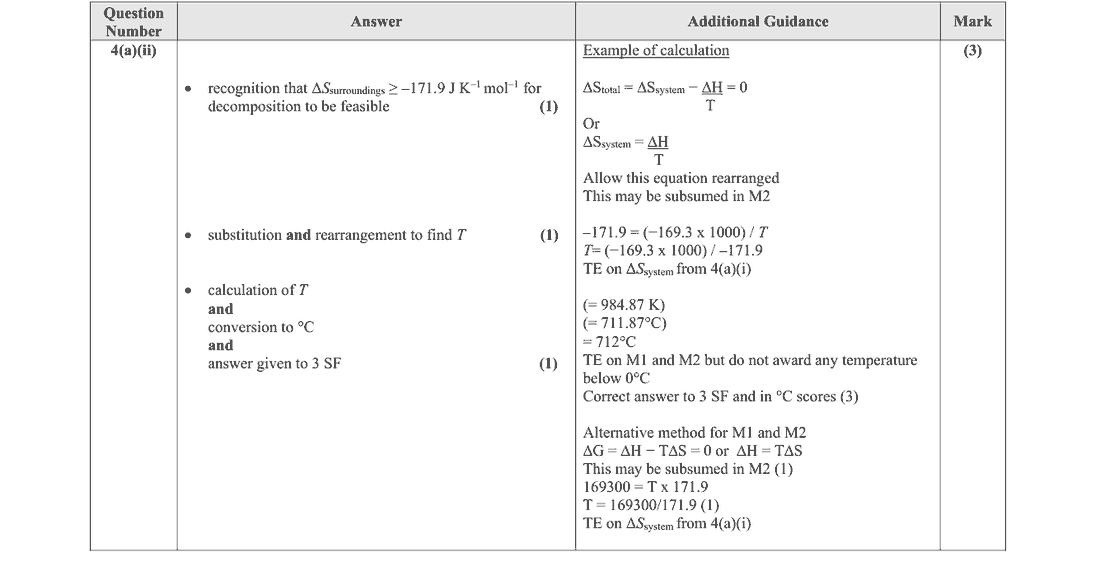 Question Number
Answer
Additional Guidance
Mark
4(a)(ii)
Example of calculation
(3)
• recognition that ΔSsurroundings ≥ –171.9 J K–1 mol–1 for
decomposition to be feasible (1)
ΔStotal = ΔSsystem − ΔH = 0
T
Or
ΔSsystem = ΔH
T
Allow this equation rearranged
This may be subsumed in M2
• substitution and rearrangement to find T (1)
–171.9 = (–169.3 x 1000) / T
T= (–169.3 x 1000) / –171.9
TE on ΔSsystem from 4(a)(i)
• calculation of T
and
conversion to °C
and
answer given to 3 SF (1)
(= 984.87 K)
(= 711.87°C)
= 712°C
TE on M1 and M2 but do not award any temperature
below 0°C
Correct answer to 3 SF and in °C scores (3)
Alternative method for M1 and M2
ΔG = ΔH − TΔS = 0 or ΔH = TΔS
This may be subsumed in M2 (1)
169300 = T x 171.9
T = 169300/171.9 (1)
TE on ΔSsystem from 4(a)(i)